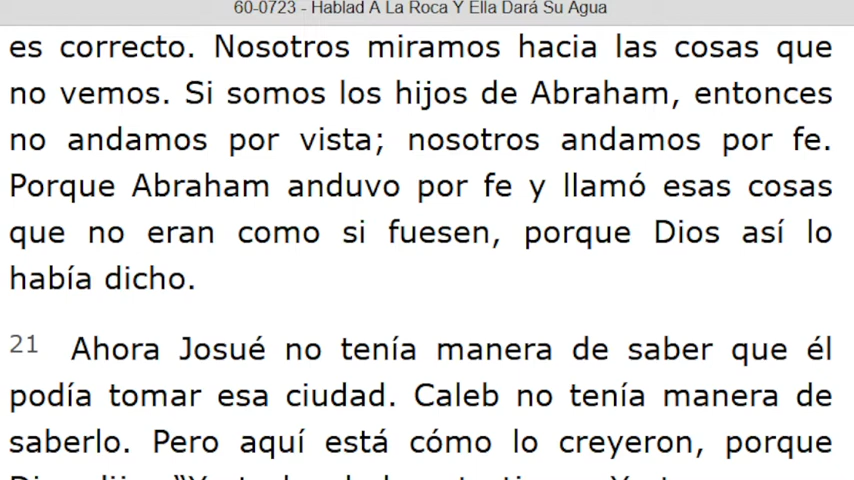 60-0723 - Hablad A La Roca Y Ella Dará Su Agua
es correcto. Nosotros miramos hacia las cosas que
no vemos. Si somos los hijos de Abraham, entonces
no andamos por vista; nosotros andamos por fe.
Porque Abraham anduvo por fe y llamó esas cosas
que no eran como si fuesen, porque Dios así lo
había dicho.
21 Ahora Josué no tenía manera de saber que él
podía tomar esa ciudad. Caleb no tenía manera de
saberlo. Pero aquí está cómo lo creyeron, porque